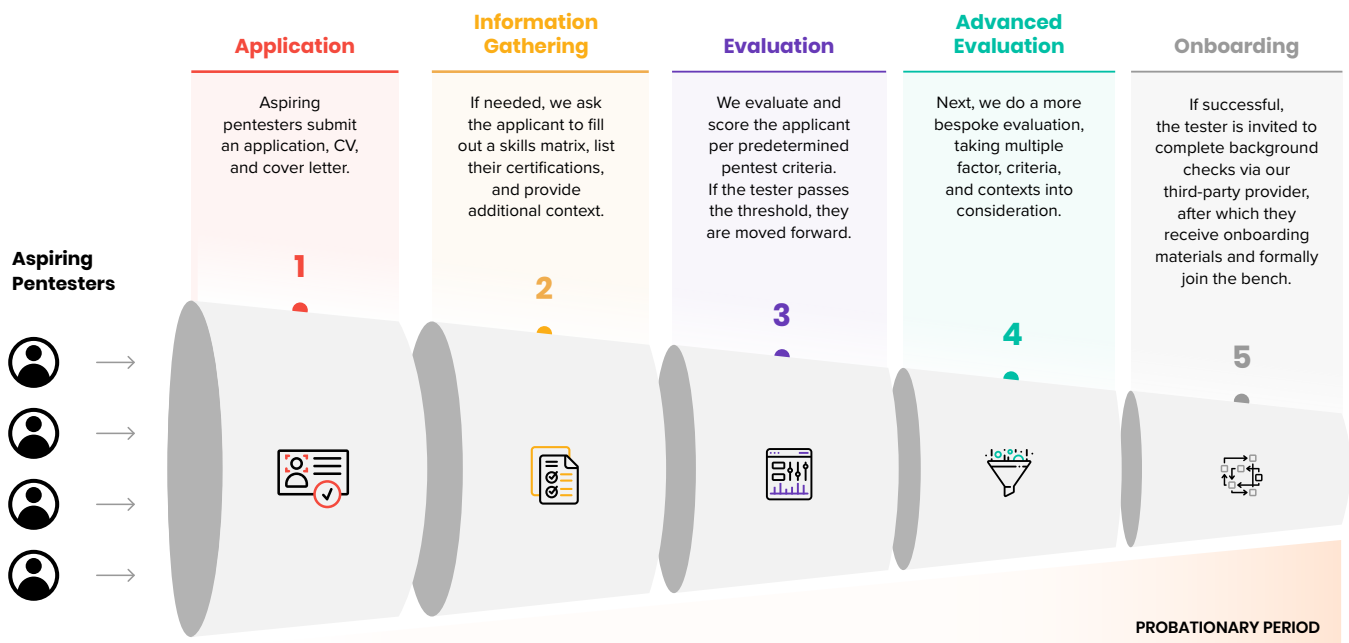 Application
Aspiring
pentesters submit
an application, CV,
and cover letter.
1
Information
Gathering
If needed, we ask
the applicant to fill
out a skills matrix, list
their certifications,
and provide
additional context.
2
Evaluation
We evaluate and
score the applicant
per predetermined
pentest criteria.
If the tester passes
the threshold, they
are moved forward.
3
Advanced
Evaluation
Next, we do a more
bespoke evaluation,
taking multiple
factor, criteria,
and contexts into
consideration.
4
Onboarding
If successful,
the tester is invited to
complete background
checks via our
third-party provider,
after which they
receive onboarding
materials and formally
join the bench.
5
Aspiring
Pentesters
PROBATIONARY PERIOD